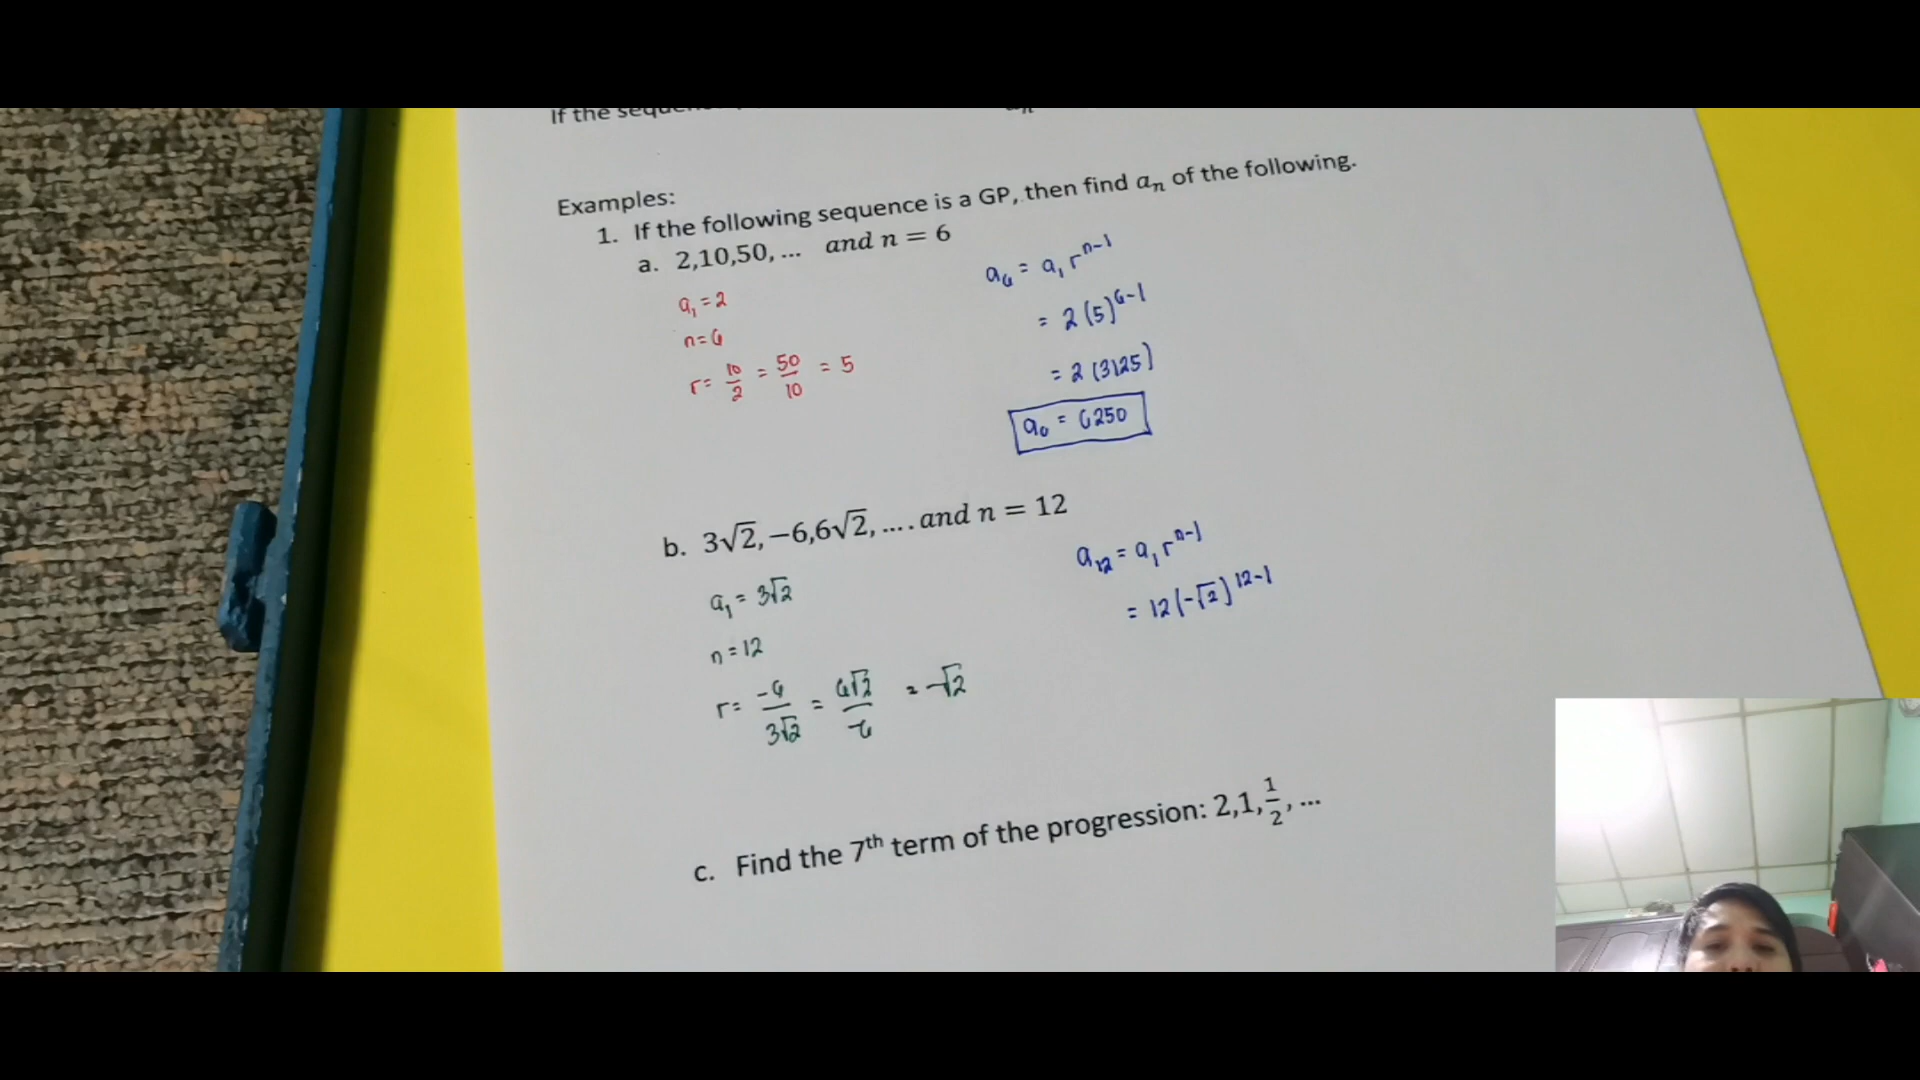 If the
Examples:
1. If the following sequence is a GP, then find aₙ of the following.
a. 2,10,50, ... and n = 6
a₁ = 2
n = 6
r = 10/2 = 50/10 = 5
a₆ = a₁ rⁿ⁻¹
= 2 (5)⁶⁻¹
= 2 (3125)
a₆ = 6250
b. 3√2, −6,6√2, .... and n = 12
a₁ = 3√2
n = 12
r = −6/3√2 = 6√2/−6 = −√2
a₁₂ = a₁ rⁿ⁻¹
= 12 (−√2)¹²⁻¹
c. Find the 7ᵗʰ term of the progression: 2,1, 1/2, ...